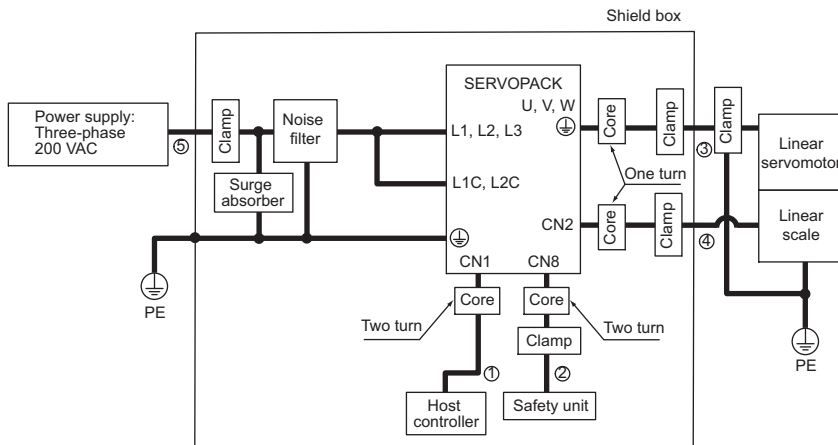 Shield box
Power supply:
Three-phase
200 VAC
⑤
Clamp
Noise
filter
Surge
absorber
PE
SERVOPACK
U, V, W
L1, L2, L3
L1C, L2C
CN2
CN1
CN8
Core
Clamp
③
Clamp
Linear
servomotor
One turn
Core
Clamp
④
Linear
scale
PE
Core
Two turn
①
Host
controller
Core
Two turn
Clamp
②
Safety unit